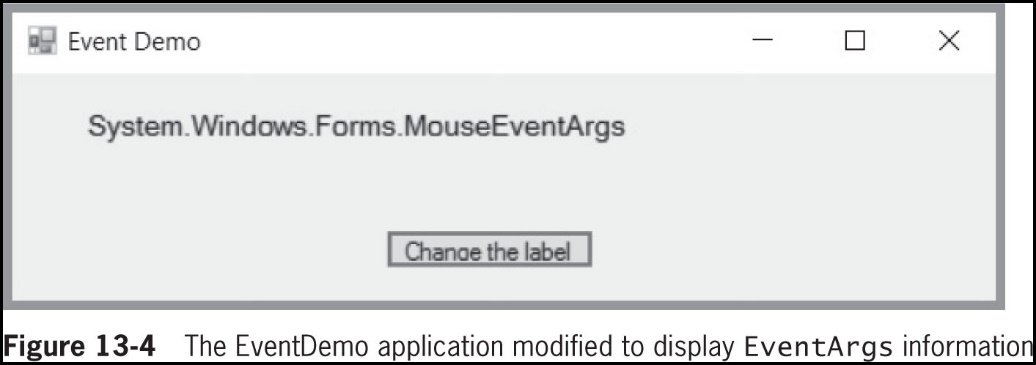 Event Demo
System.Windows.Forms.MouseEventArgs
Change the label
Figure 13-4 The EventDemo application modified to display EventArgs information